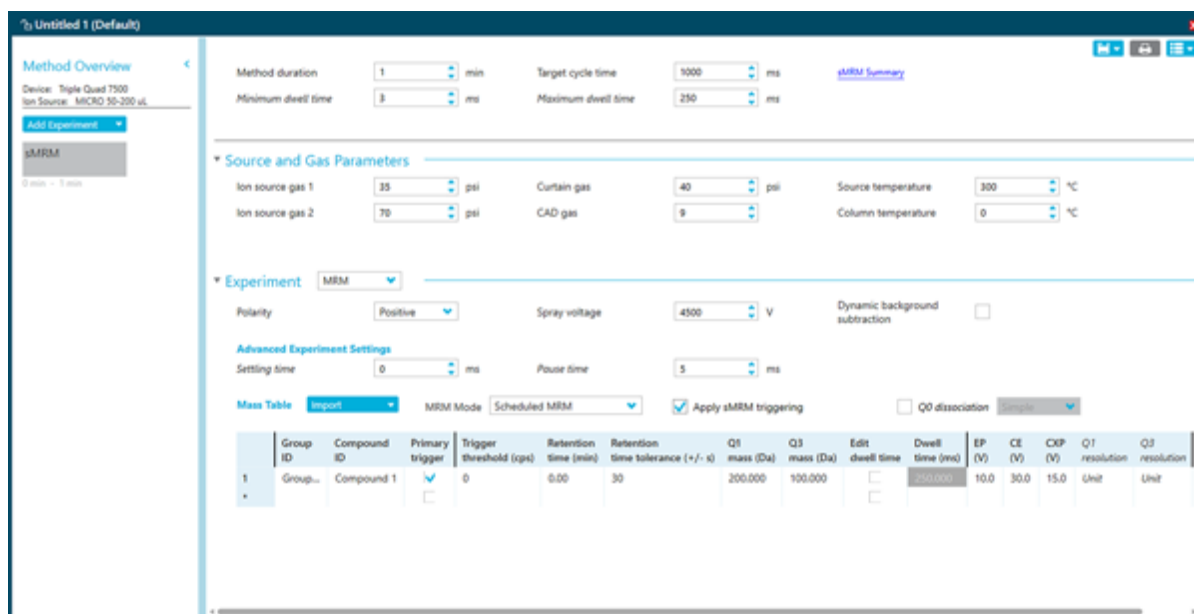 Untitled 1 (Default)
Method Overview
Device: Triple Quad 7500
Ion Source: MICRO 50-200 uL
Add Experiment
sMRM
0 min - 1 min
Method duration 1 min Target cycle time 1000 ms sMRM Summary
Minimum dwell time 3 ms Maximum dwell time 250 ms
Source and Gas Parameters
Ion source gas 1 35 psi Curtain gas 40 psi Source temperature 300 °C
Ion source gas 2 70 psi CAD gas 9 Column temperature 0 °C
Experiment MRM
Polarity Positive Spray voltage 4500 V Dynamic background subtraction
Advanced Experiment Settings
Settling time 0 ms Pause time 5 ms
Mass Table Import MRM Mode Scheduled MRM Apply sMRM triggering Q0 dissociation Simple
Group ID Compound ID Primary trigger Trigger threshold (cps) Retention time (min) Retention time tolerance (+/- s) Q1 mass (Da) Q3 mass (Da) Edit dwell time Dwell time (ms) EP (V) CE (V) CXP (V) Q1 resolution Q3 resolution
1 Group... Compound 1 0 0.00 30 200.000 100.000 250.000 10.0 30.0 15.0 Unit Unit
*